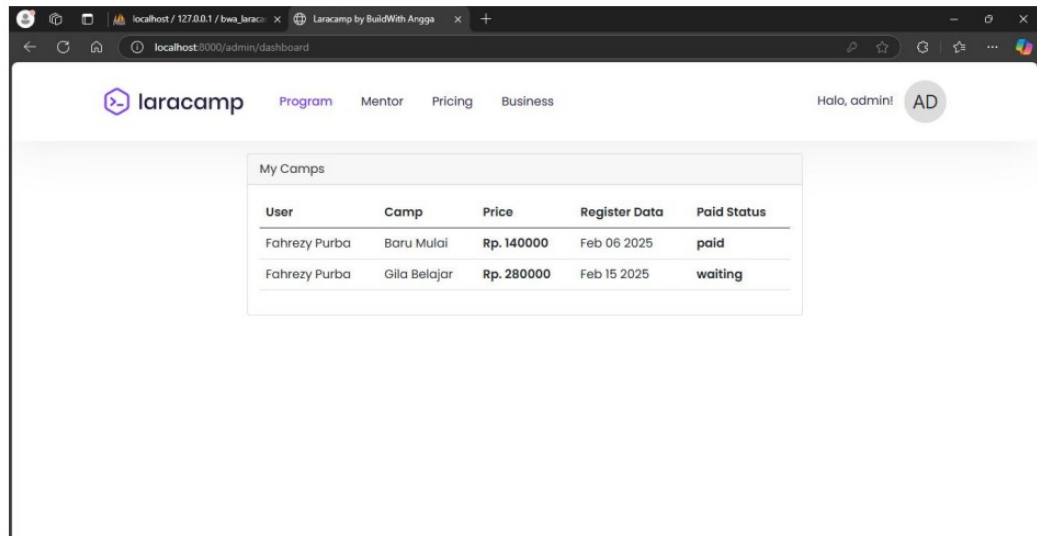 localhost / 127.0.0.1 / bwa_laraca
Laracamp by BuildWith Angga
localhost:8000/admin/dashboard
laracamp Program Mentor Pricing Business Halo, admin! AD
My Camps
User Camp Price Register Data Paid Status
Fahrezy Purba Baru Mulai Rp. 140000 Feb 06 2025 paid
Fahrezy Purba Gila Belajar Rp. 280000 Feb 15 2025 waiting